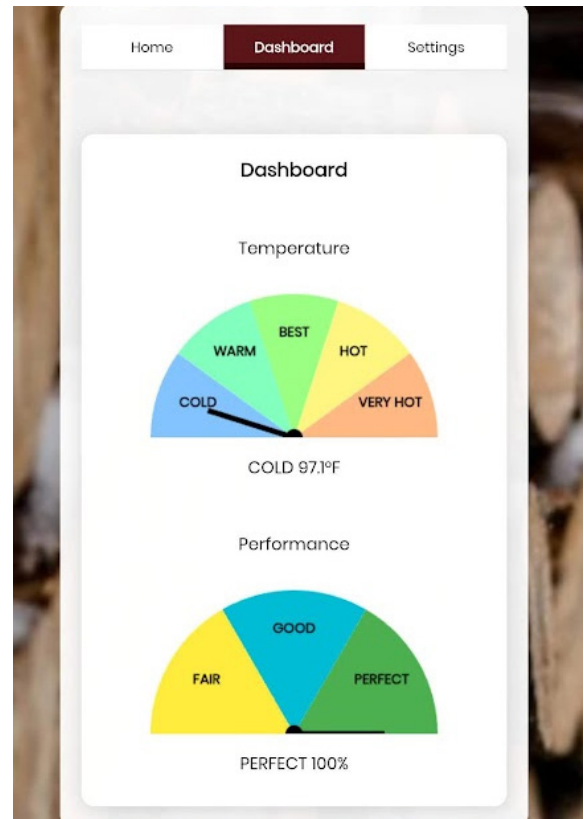 Home Dashboard Settings
Dashboard
Temperature
BEST
WARM HOT
COLD VERY HOT
COLD 97.1°F
Performance
GOOD
FAIR PERFECT
PERFECT 100%